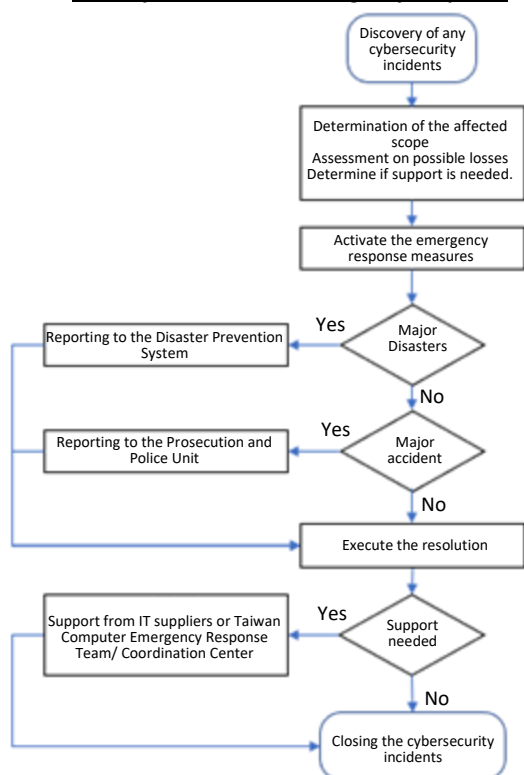 Discovery of any
cybersecurity
incidents
Determination of the affected
scope
Assessment on possible losses
Determine if support is needed.
Activate the emergency
response measures
Major
Disasters
Yes
Reporting to the Disaster Prevention
System
No
Major
accident
Yes
Reporting to the Prosecution and
Police Unit
No
Execute the resolution
Support
needed
Yes
Support from IT suppliers or Taiwan
Computer Emergency Response
Team/ Coordination Center
No
Closing the cybersecurity
incidents